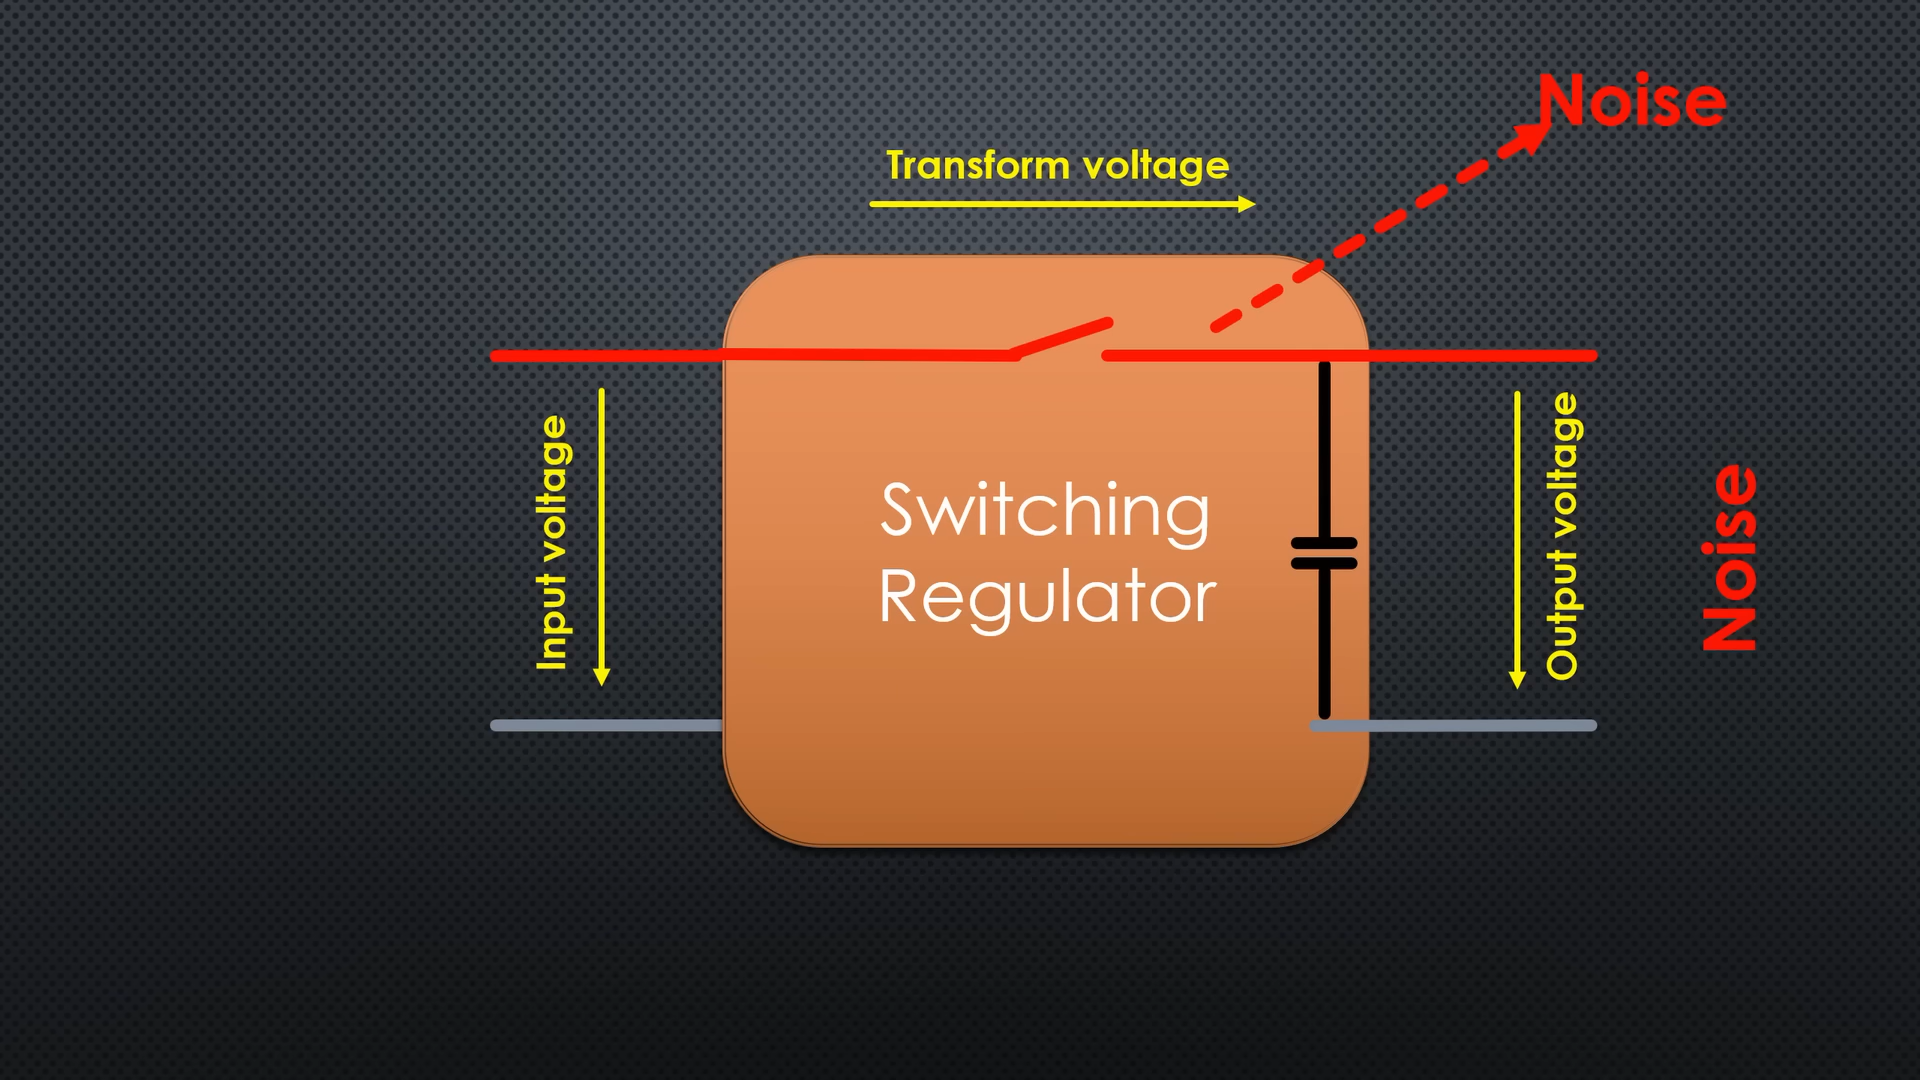 Noise
Transform voltage
Input voltage
Switching
Regulator
Output voltage
Noise